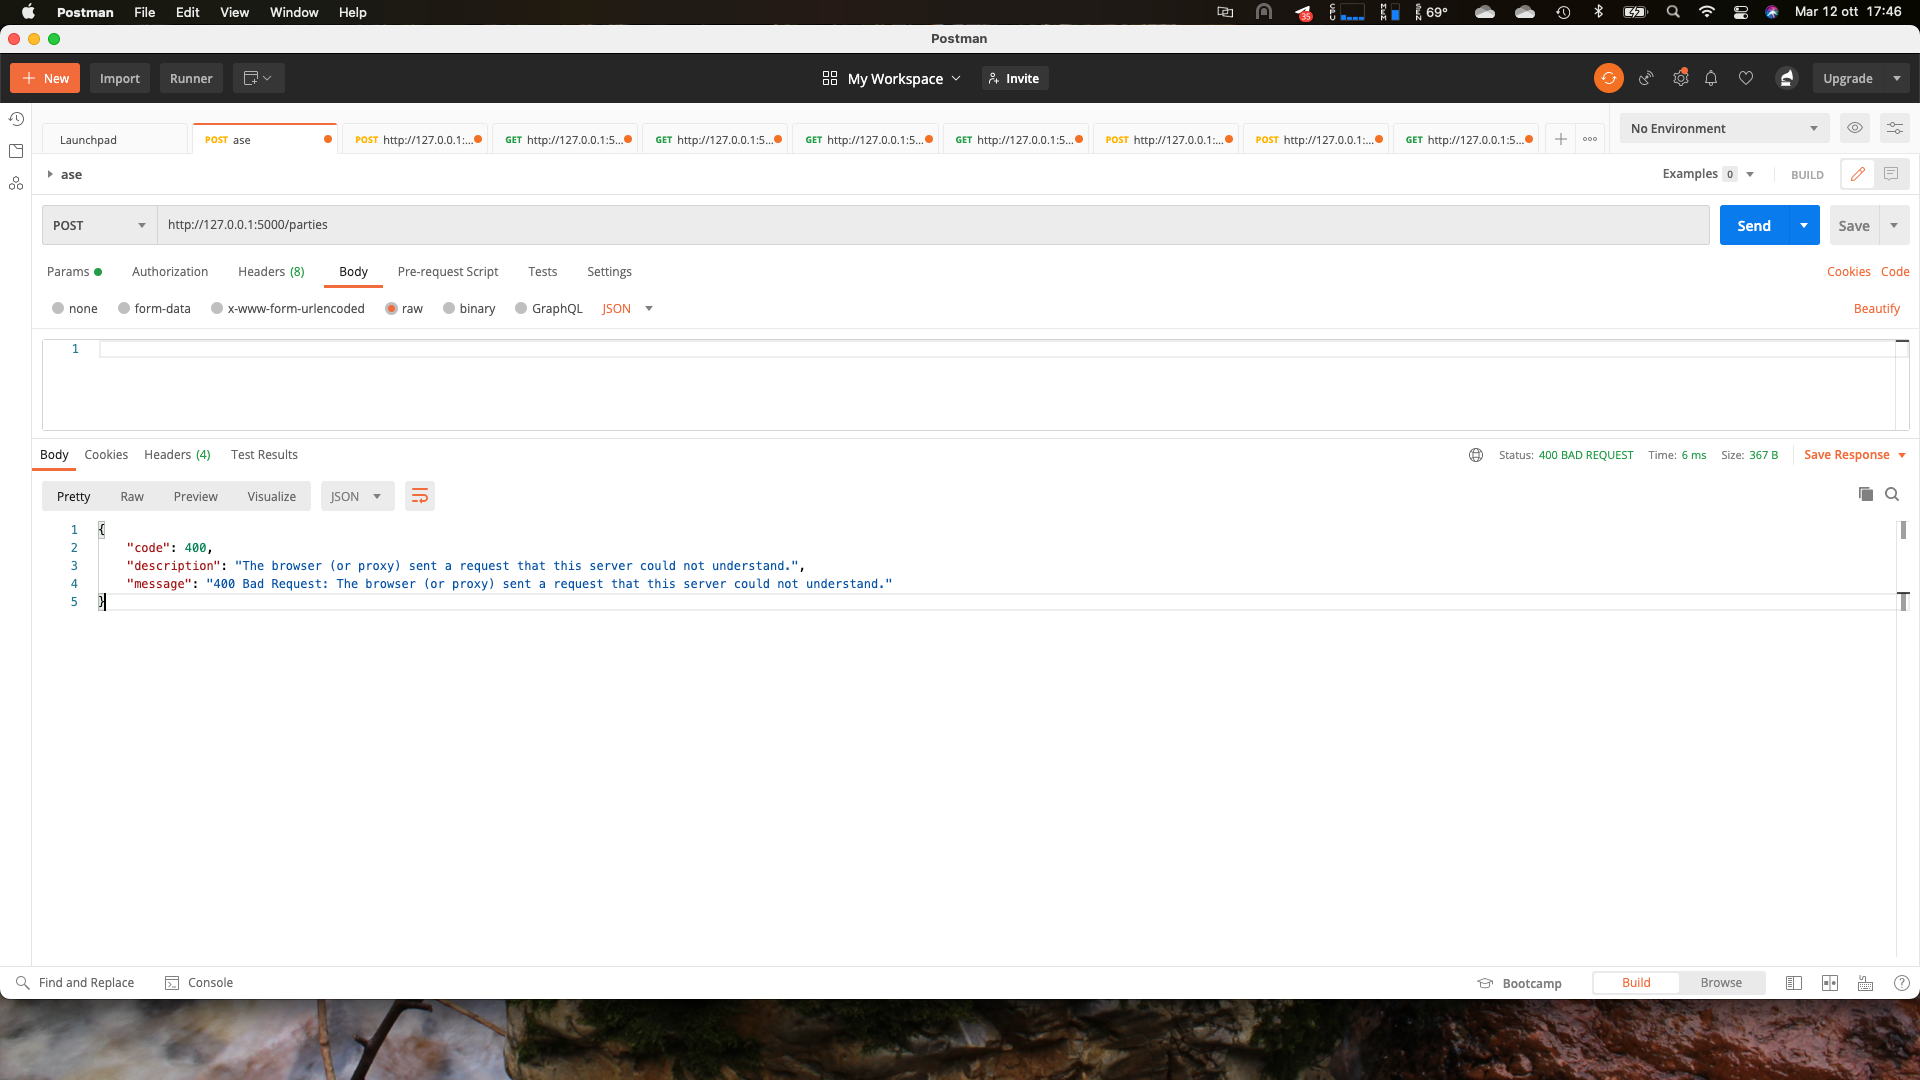 Postman File Edit View Window Help 35 CPU MEM SEN 69° Mar 12 ott 17:46
Postman
New Import Runner My Workspace Invite Upgrade
Launchpad POST ase POST http://127.0.0.1:... GET http://127.0.0.1:5... GET http://127.0.0.1:5... GET http://127.0.0.1:5... GET http://127.0.0.1:5... POST http://127.0.0.1:... POST http://127.0.0.1:... GET http://127.0.0.1:5... No Environment
ase Examples 0 BUILD
POST http://127.0.0.1:5000/parties Send Save
Params Authorization Headers (8) Body Pre-request Script Tests Settings Cookies Code
none form-data x-www-form-urlencoded raw binary GraphQL JSON Beautify
1
Body Cookies Headers (4) Test Results Status: 400 BAD REQUEST Time: 6 ms Size: 367 B Save Response
Pretty Raw Preview Visualize JSON
1 {
2 "code": 400,
3 "description": "The browser (or proxy) sent a request that this server could not understand.",
4 "message": "400 Bad Request: The browser (or proxy) sent a request that this server could not understand."
5 }
Find and Replace Console Bootcamp Build Browse